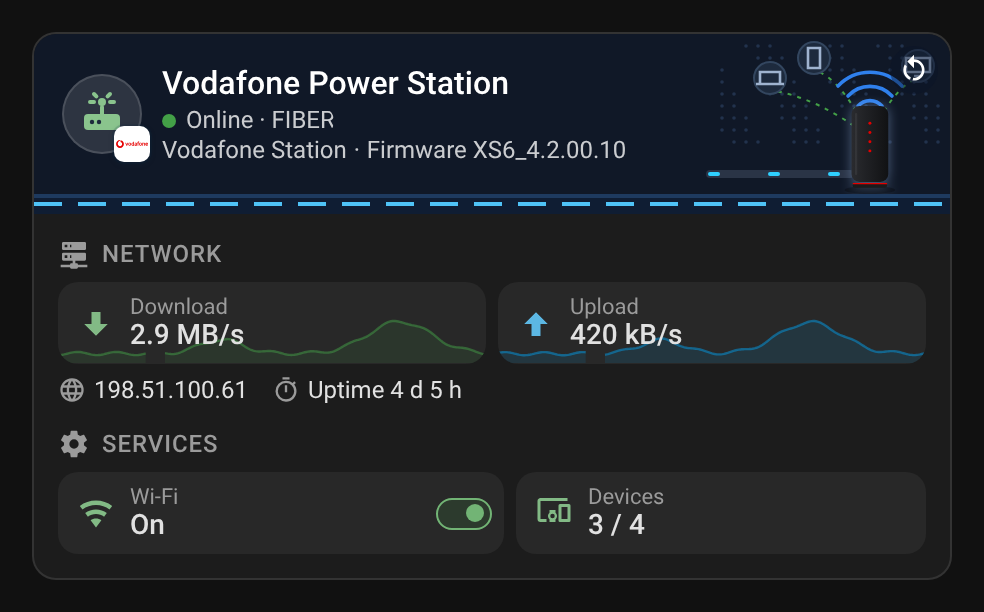 Vodafone Power Station
Online · FIBER
vodafone
Vodafone Station · Firmware XS6_4.2.00.10
NETWORK
Download
2.9 MB/s
Upload
420 kB/s
198.51.100.61
Uptime 4 d 5 h
SERVICES
Wi-Fi
On
Devices
3 / 4